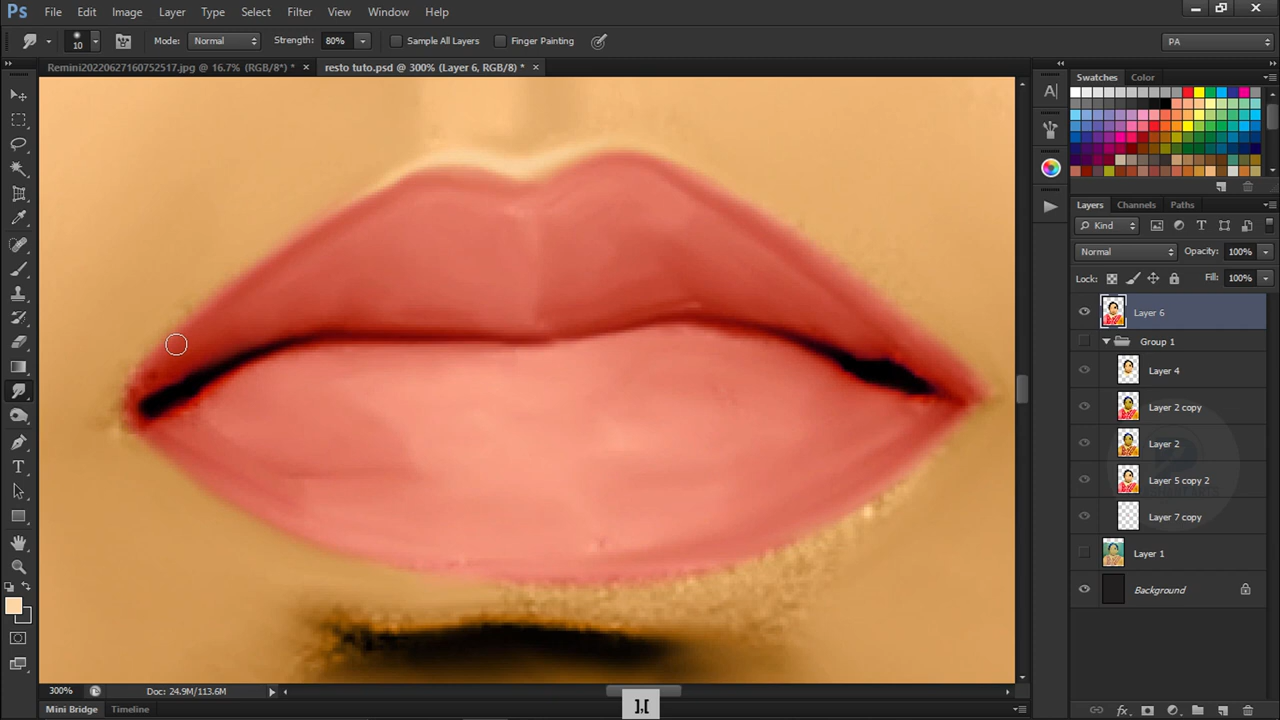 Ps File Edit Image Layer Type Select Filter View Window Help
10 Mode: Normal Strength: 80% Sample All Layers Finger Painting PA
Remini20220627160752517.jpg @ 16.7% (RGB/8*) * × resto tuto.psd @ 300% (Layer 6, RGB/8) * ×
Swatches Color
A
Layers Channels Paths
Kind
Normal Opacity: 100%
Lock: Fill: 100%
Layer 6
Group 1
Layer 4
Layer 2 copy
Layer 2
Layer 5 copy 2
Layer 7 copy
Layer 1
Background
T
300% Doc: 24.9M/113.6M
Mini Bridge Timeline
],[
fx